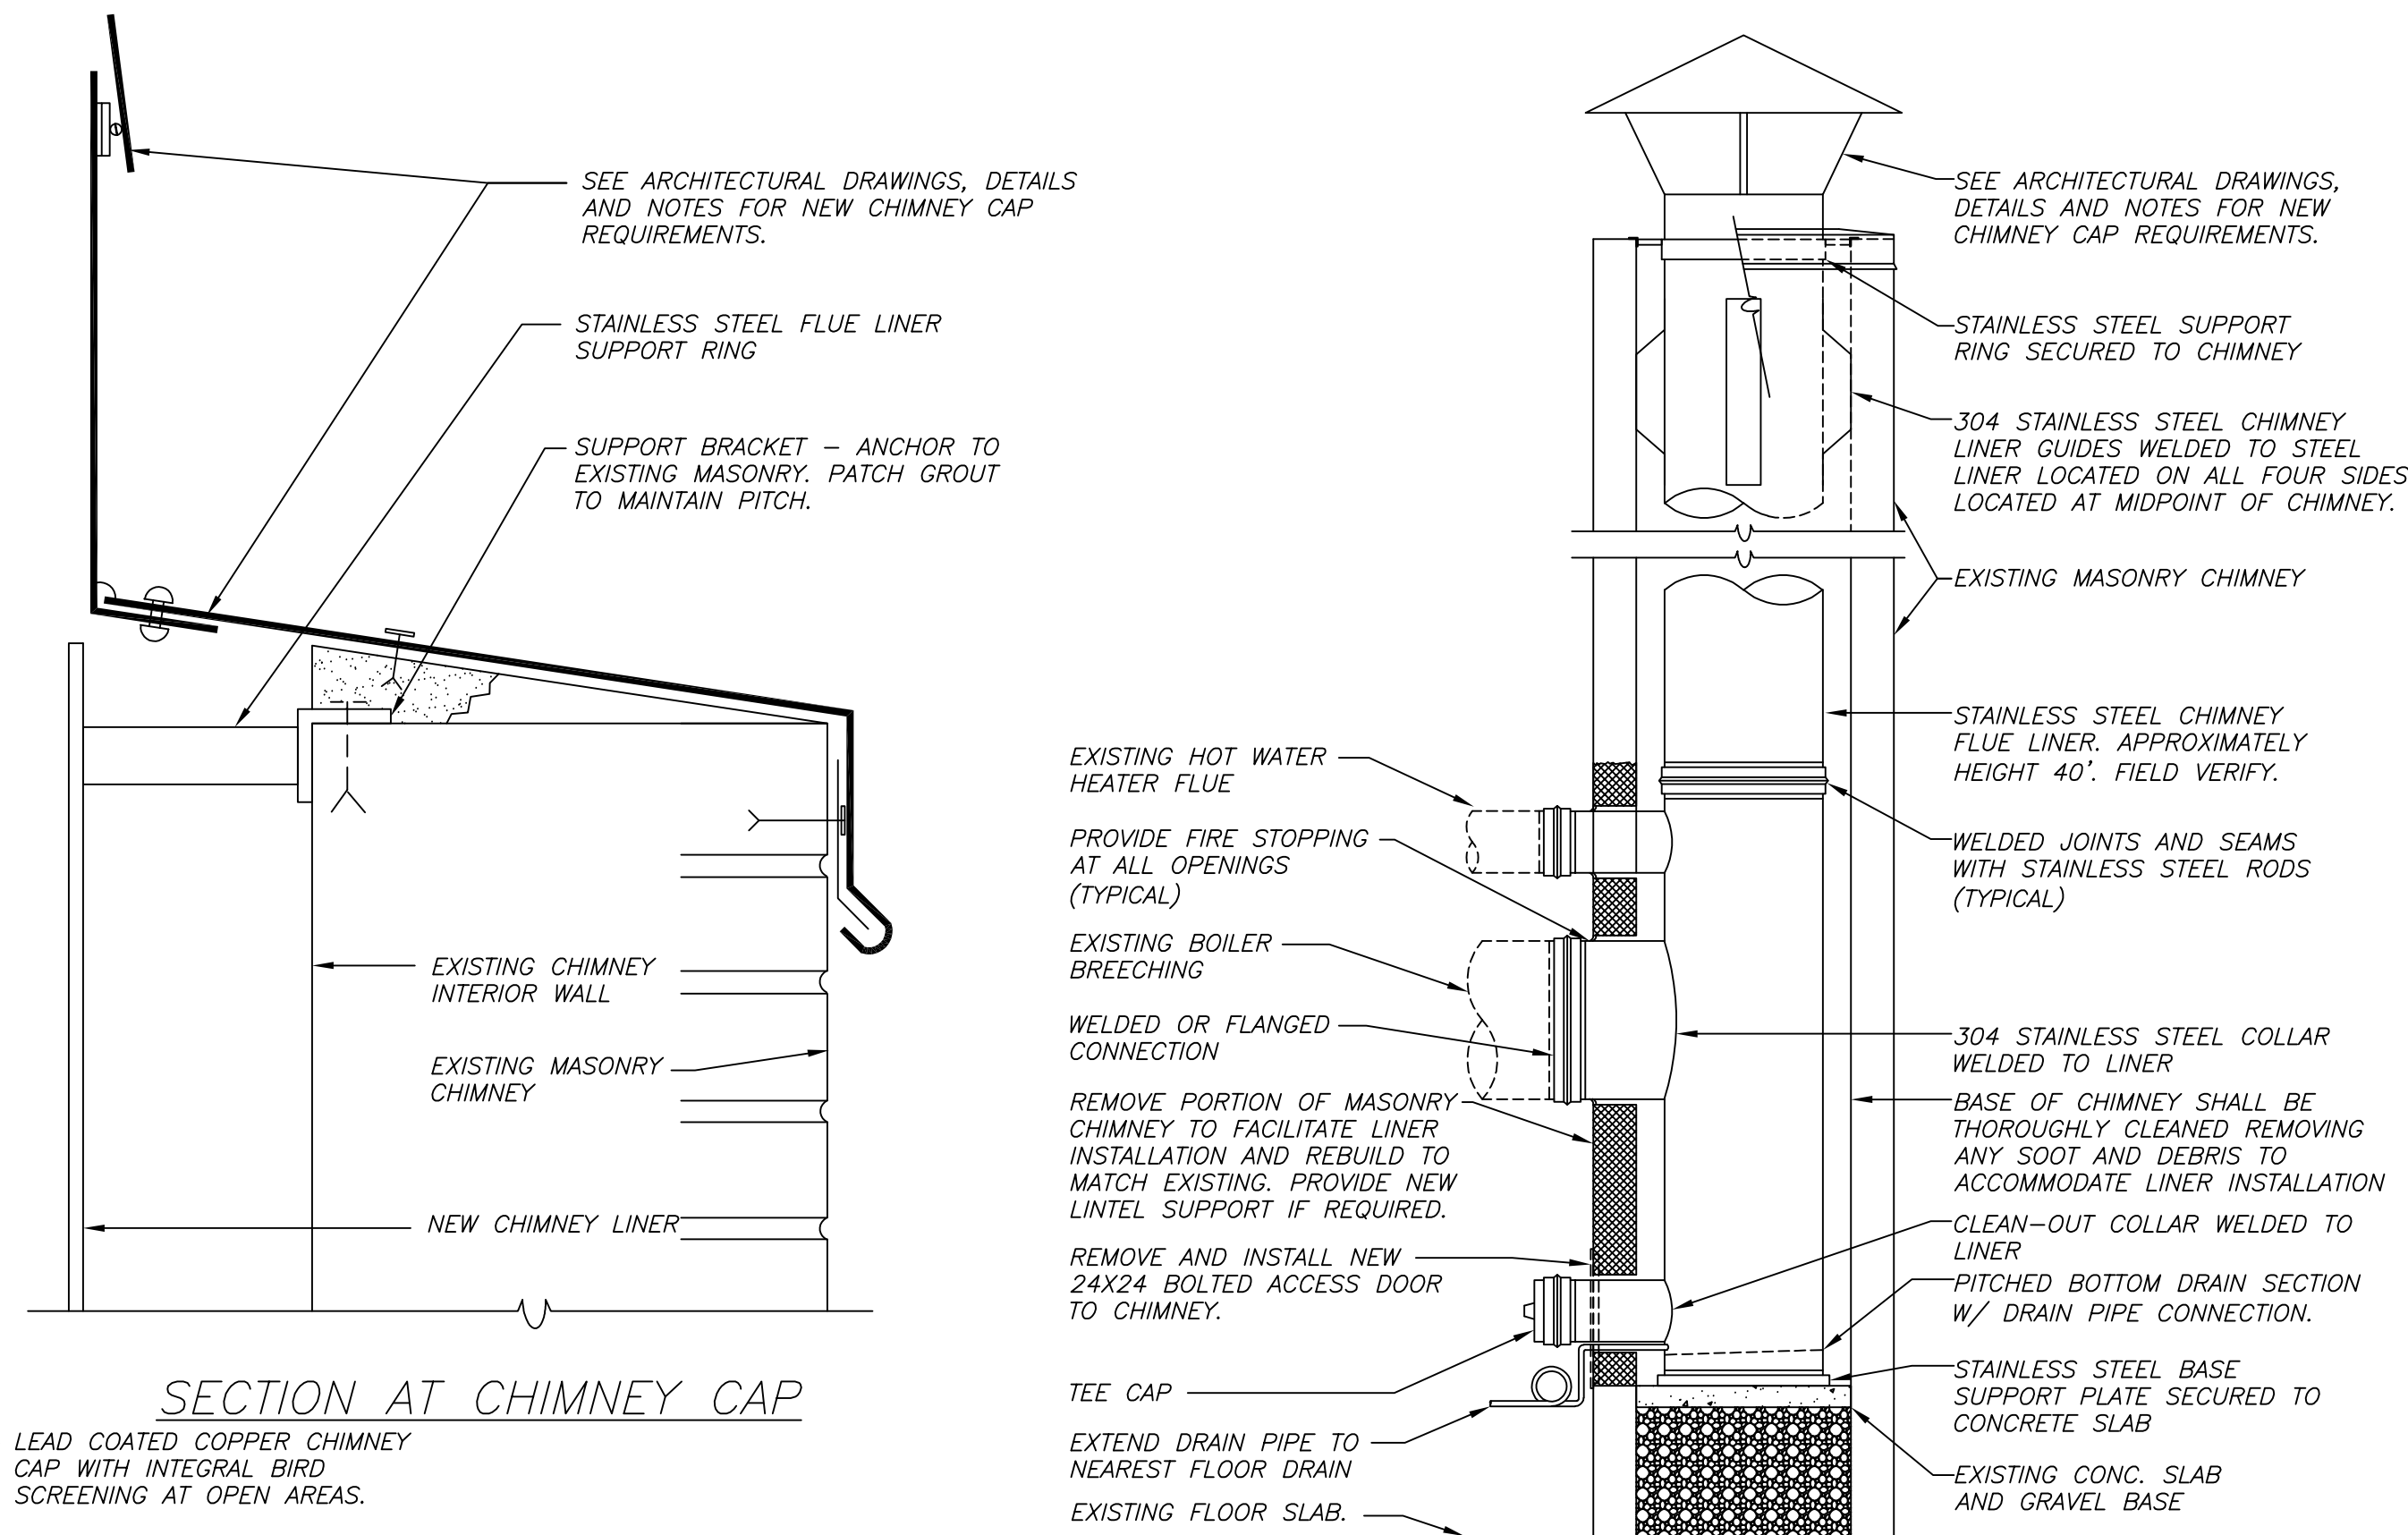 SEE ARCHITECTURAL DRAWINGS, DETAILS
AND NOTES FOR NEW CHIMNEY CAP
REQUIREMENTS.
STAINLESS STEEL FLUE LINER
SUPPORT RING
SUPPORT BRACKET – ANCHOR TO
EXISTING MASONRY. PATCH GROUT
TO MAINTAIN PITCH.
EXISTING CHIMNEY
INTERIOR WALL
EXISTING MASONRY
CHIMNEY
NEW CHIMNEY LINER
SECTION AT CHIMNEY CAP
LEAD COATED COPPER CHIMNEY
CAP WITH INTEGRAL BIRD
SCREENING AT OPEN AREAS.
EXISTING HOT WATER
HEATER FLUE
PROVIDE FIRE STOPPING
AT ALL OPENINGS
(TYPICAL)
EXISTING BOILER
BREECHING
WELDED OR FLANGED
CONNECTION
REMOVE PORTION OF MASONRY
CHIMNEY TO FACILITATE LINER
INSTALLATION AND REBUILD TO
MATCH EXISTING. PROVIDE NEW
LINTEL SUPPORT IF REQUIRED.
REMOVE AND INSTALL NEW
24X24 BOLTED ACCESS DOOR
TO CHIMNEY.
TEE CAP
EXTEND DRAIN PIPE TO
NEAREST FLOOR DRAIN
EXISTING FLOOR SLAB.
SEE ARCHITECTURAL DRAWINGS,
DETAILS AND NOTES FOR NEW
CHIMNEY CAP REQUIREMENTS.
STAINLESS STEEL SUPPORT
RING SECURED TO CHIMNEY
304 STAINLESS STEEL CHIMNEY
LINER GUIDES WELDED TO STEEL
LINER LOCATED ON ALL FOUR SIDES
LOCATED AT MIDPOINT OF CHIMNEY.
EXISTING MASONRY CHIMNEY
STAINLESS STEEL CHIMNEY
FLUE LINER. APPROXIMATELY
HEIGHT 40'. FIELD VERIFY.
WELDED JOINTS AND SEAMS
WITH STAINLESS STEEL RODS
(TYPICAL)
304 STAINLESS STEEL COLLAR
WELDED TO LINER
BASE OF CHIMNEY SHALL BE
THOROUGHLY CLEANED REMOVING
ANY SOOT AND DEBRIS TO
ACCOMMODATE LINER INSTALLATION
CLEAN-OUT COLLAR WELDED TO
LINER
PITCHED BOTTOM DRAIN SECTION
W/ DRAIN PIPE CONNECTION.
STAINLESS STEEL BASE
SUPPORT PLATE SECURED TO
CONCRETE SLAB
EXISTING CONC. SLAB
AND GRAVEL BASE